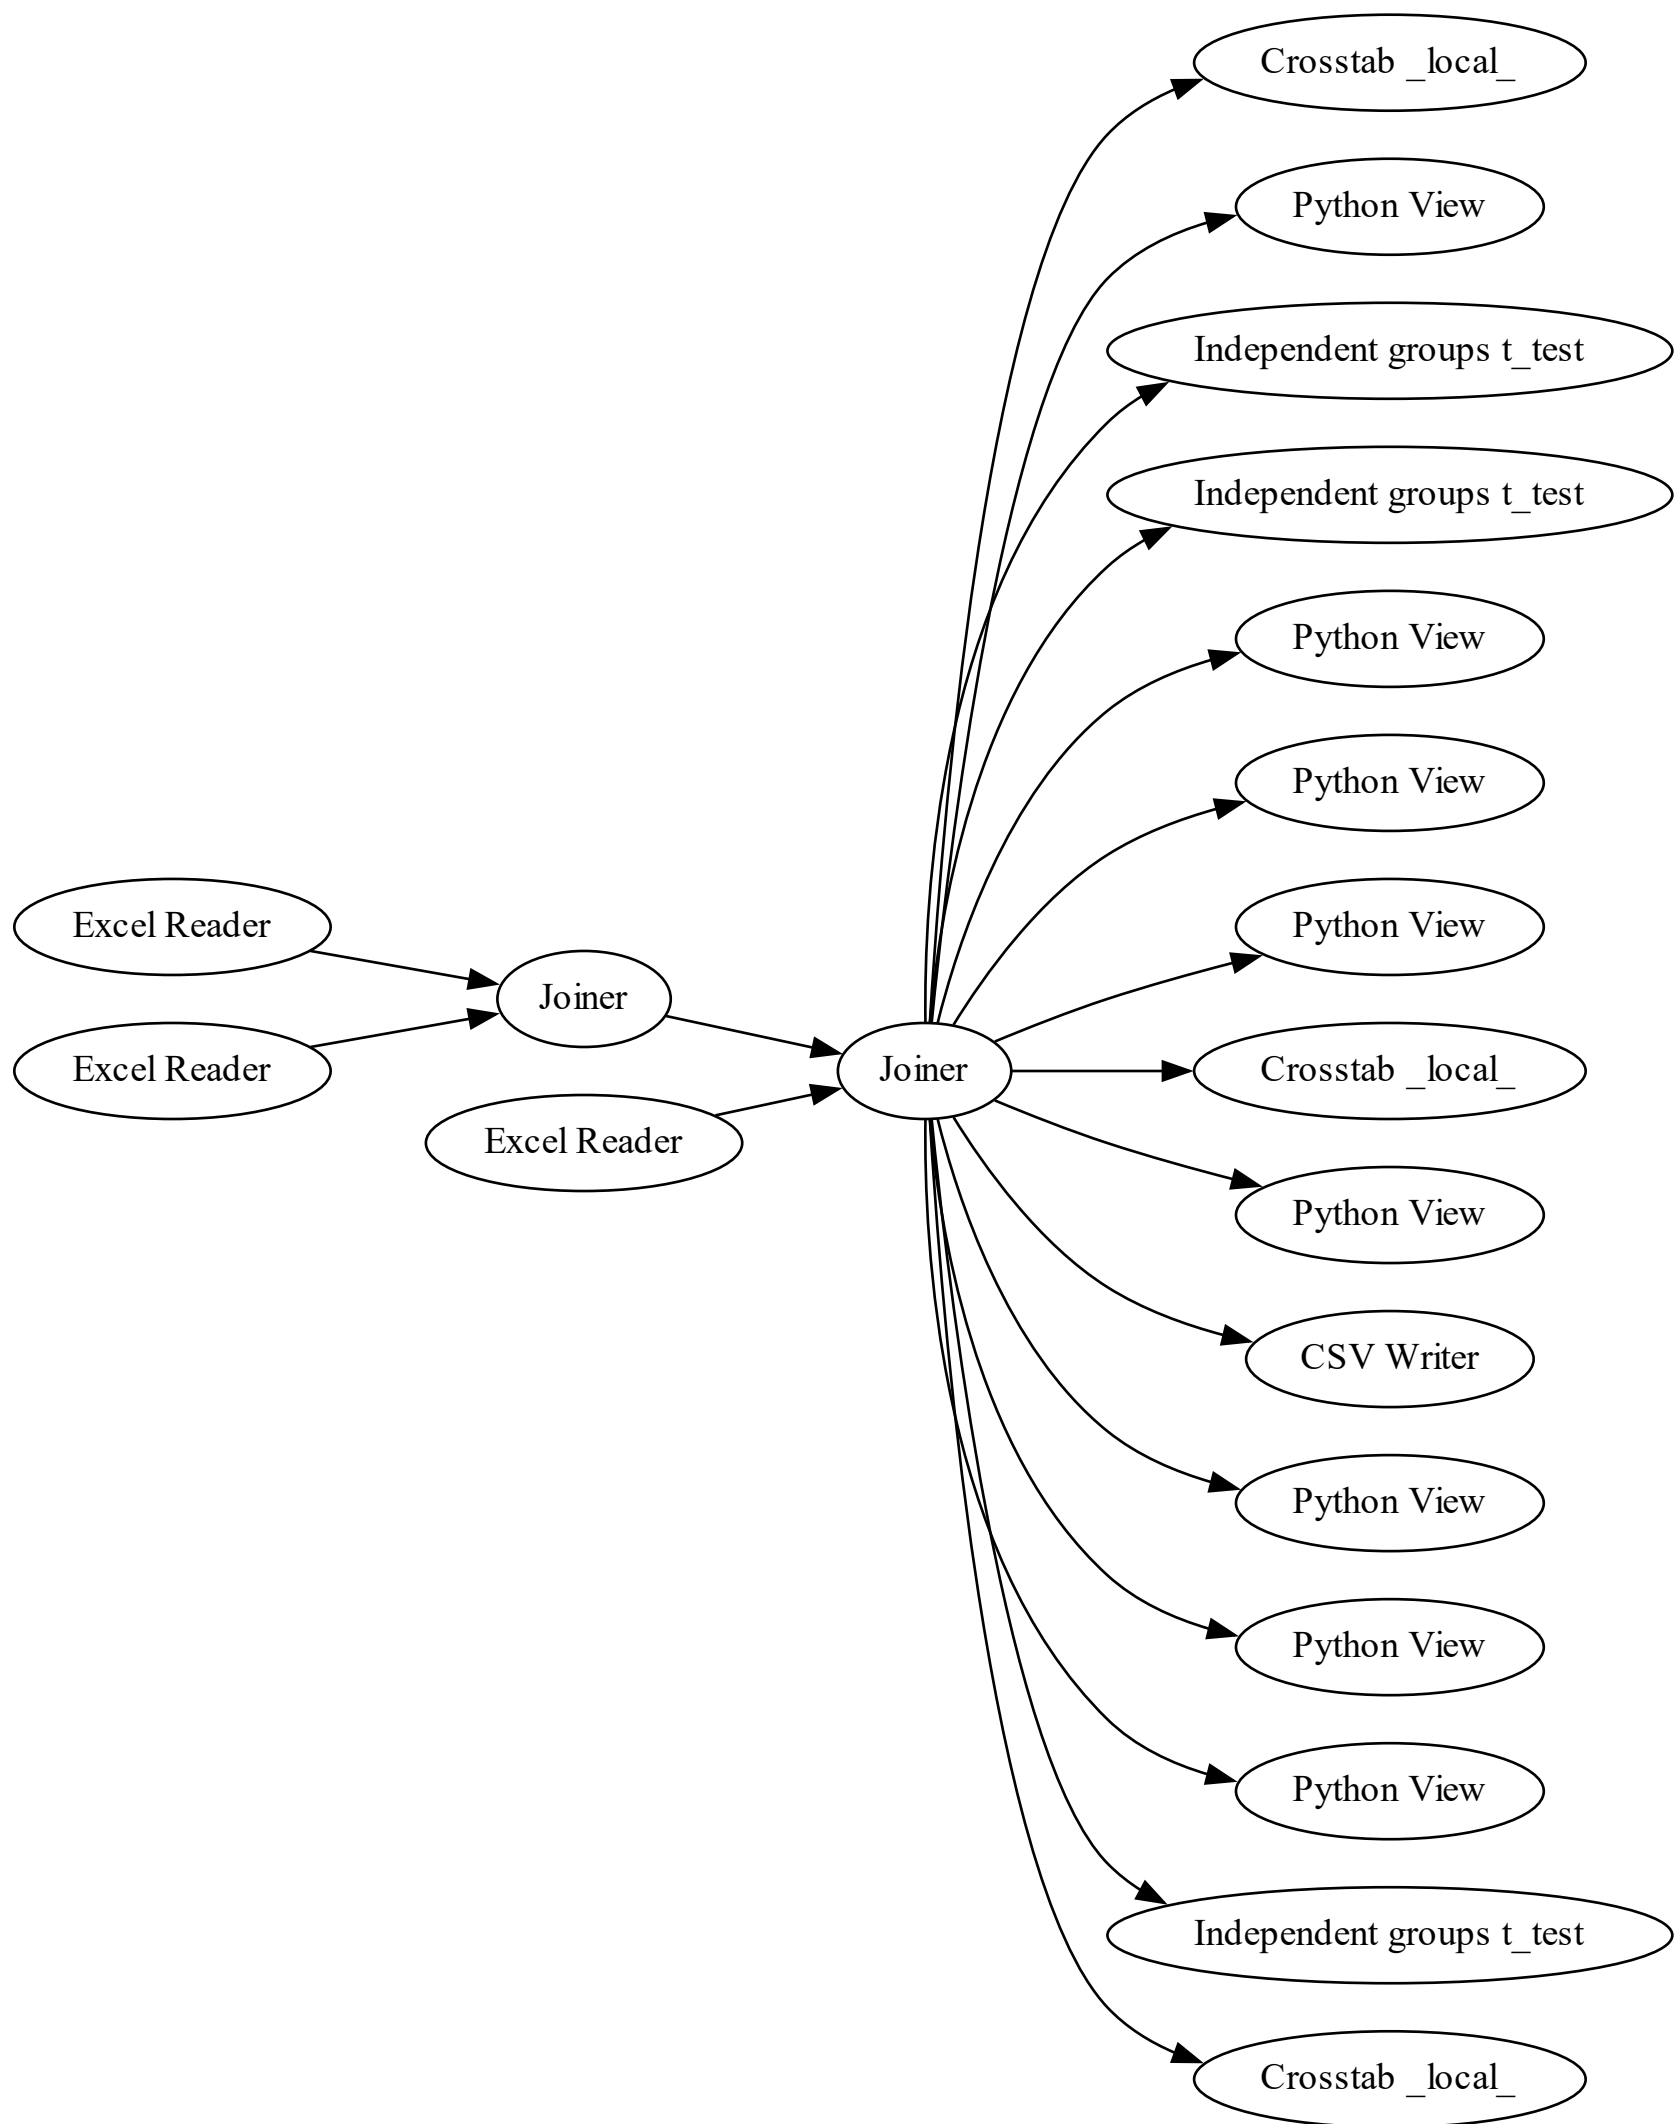 Crosstab _local_
Python View
Independent groups t_test
Independent groups t_test
Python View
Python View
Excel Reader
Python View
Joiner
Excel Reader
Joiner
Crosstab _local_
Excel Reader
Python View
CSV Writer
Python View
Python View
Python View
Independent groups t_test
Crosstab _local_